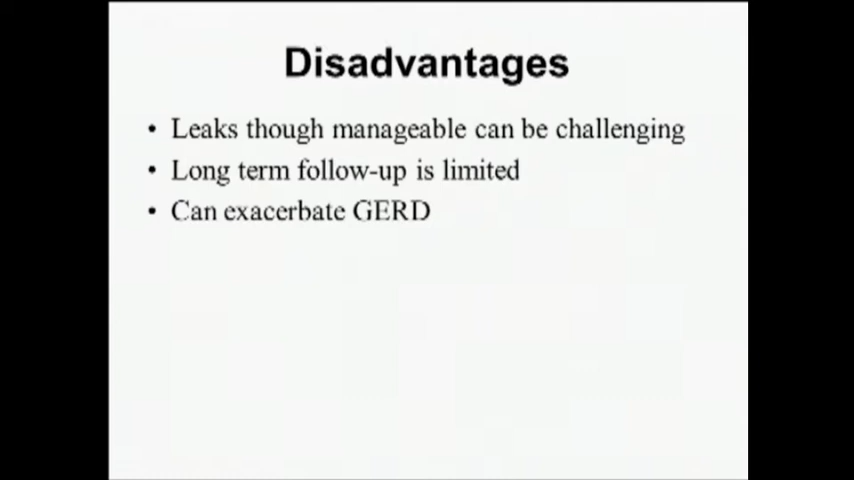 Disadvantages
• Leaks though manageable can be challenging
• Long term follow-up is limited
• Can exacerbate GERD